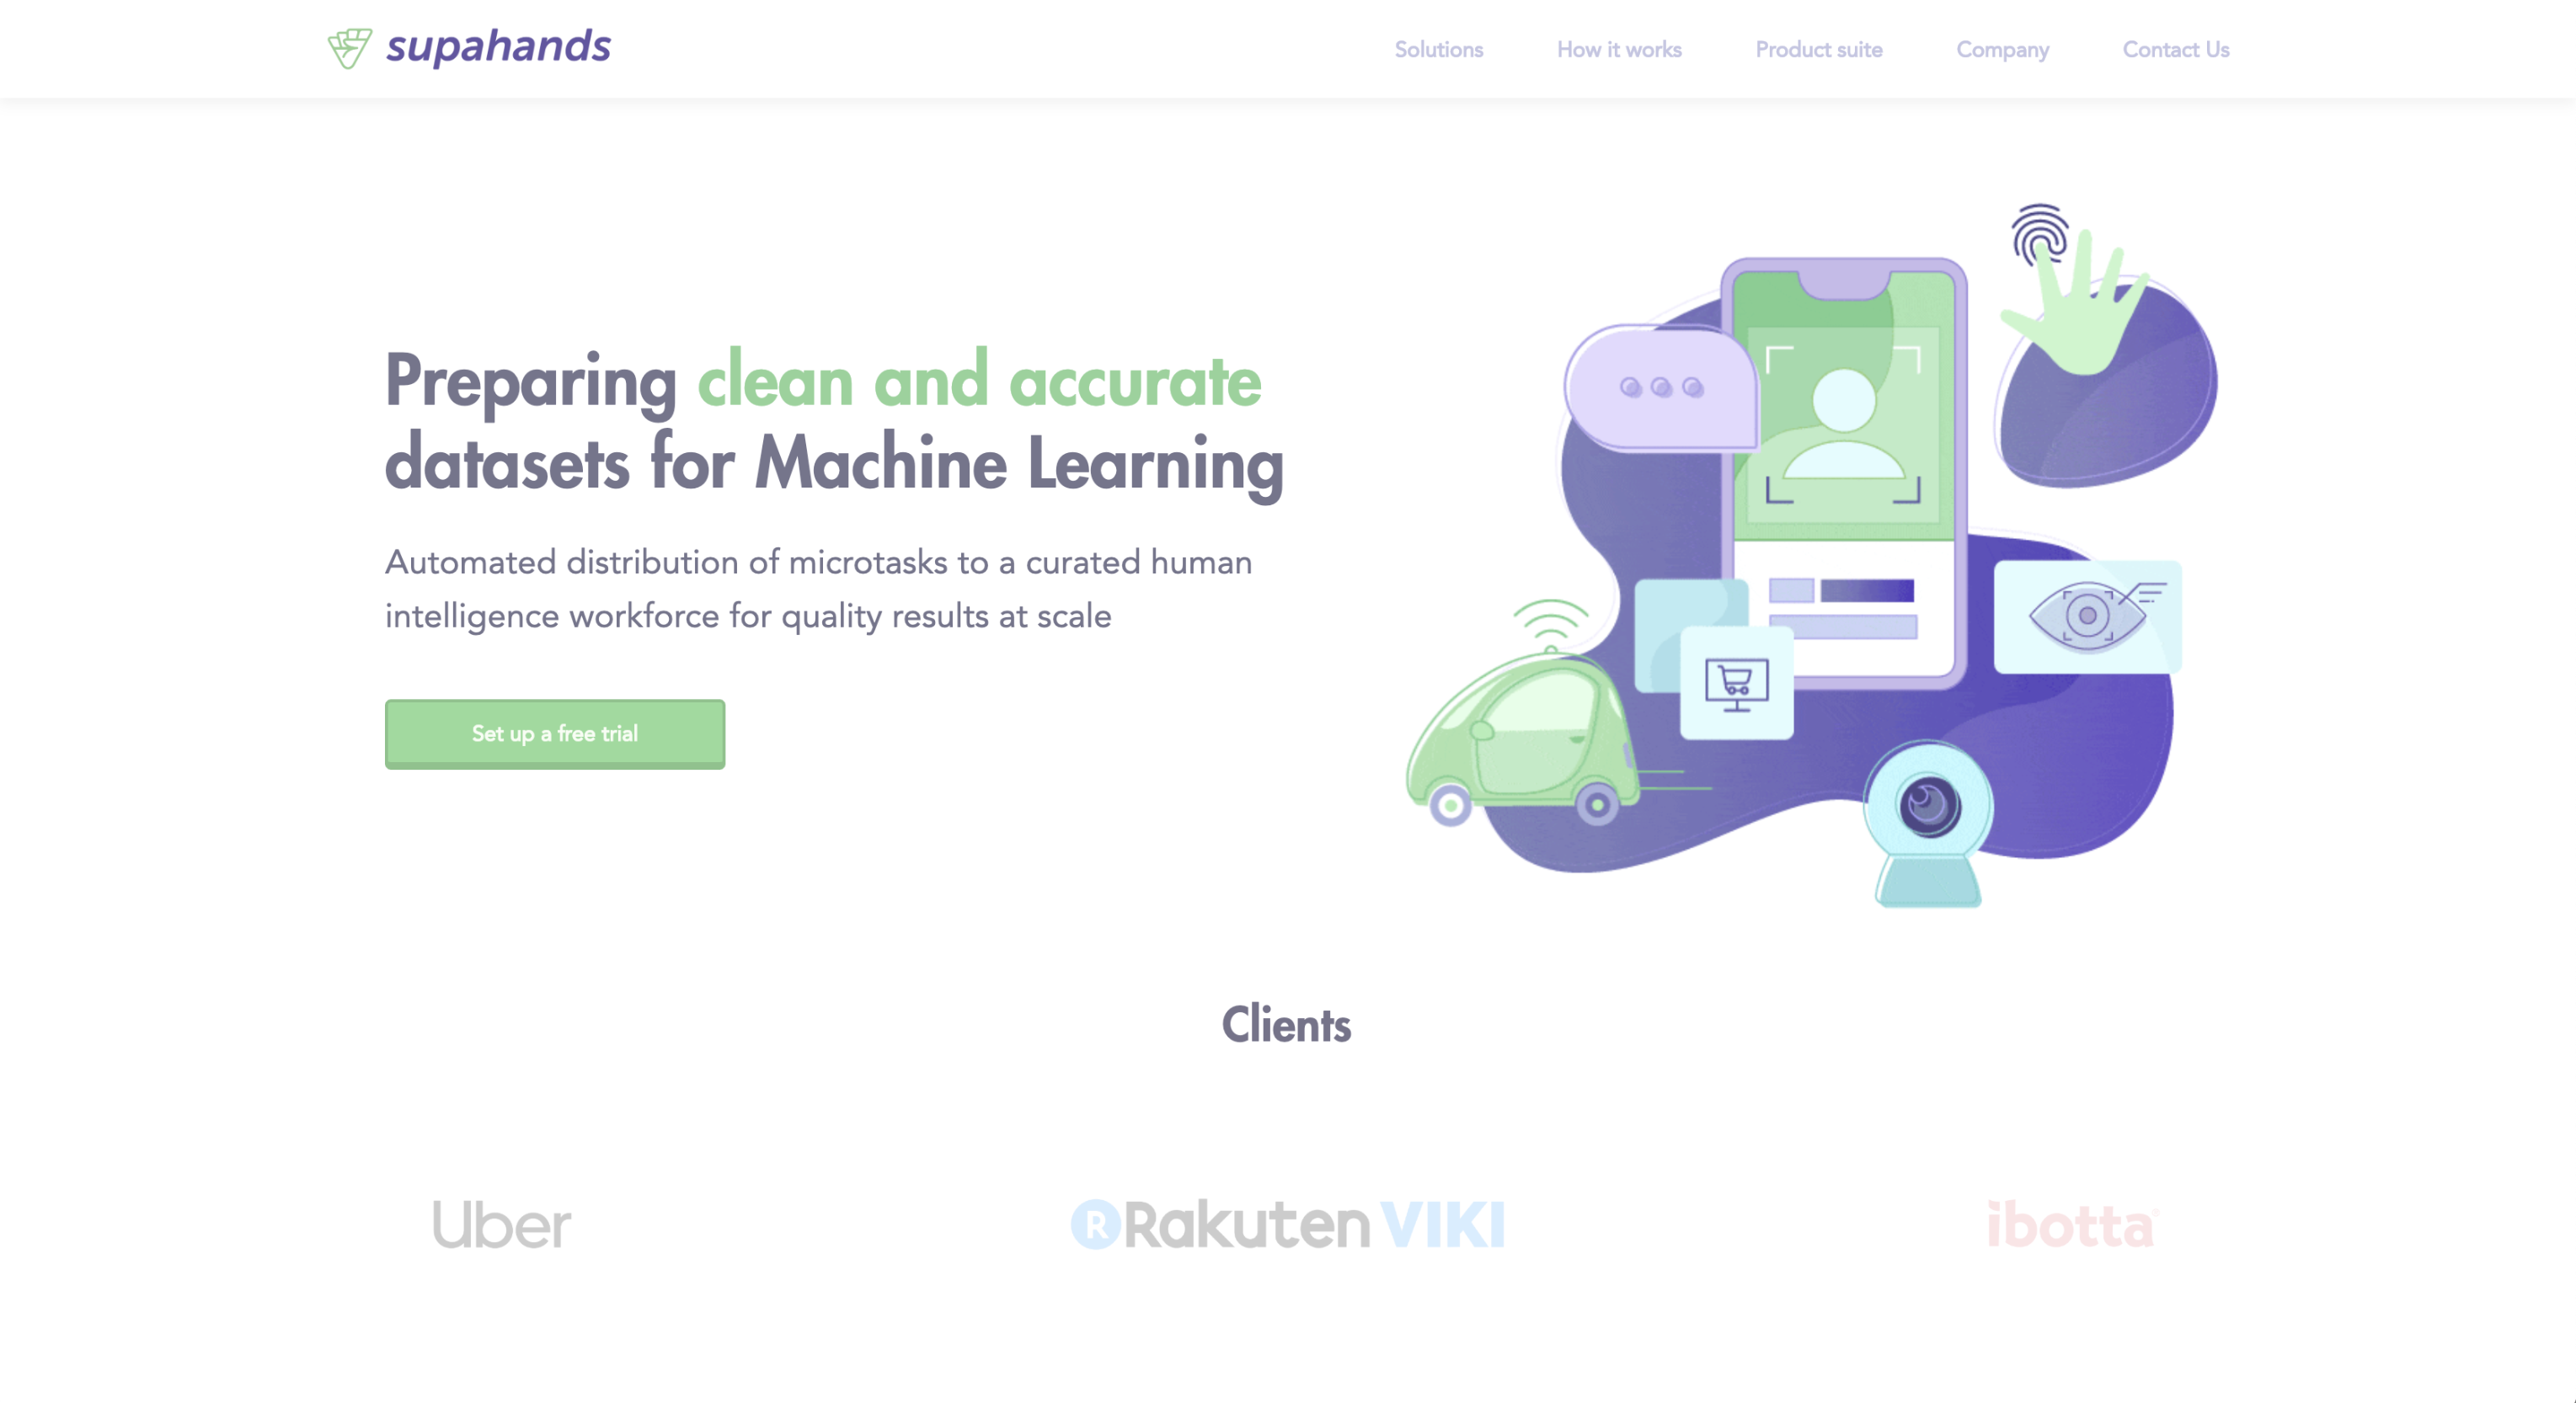 supahands
Solutions
How it works
Product suite
Company
Contact Us
Preparing clean and accurate
datasets for Machine Learning
Automated distribution of microtasks to a curated human
intelligence workforce for quality results at scale
Set up a free trial
Clients
Uber
R Rakuten VIKI
ibotta